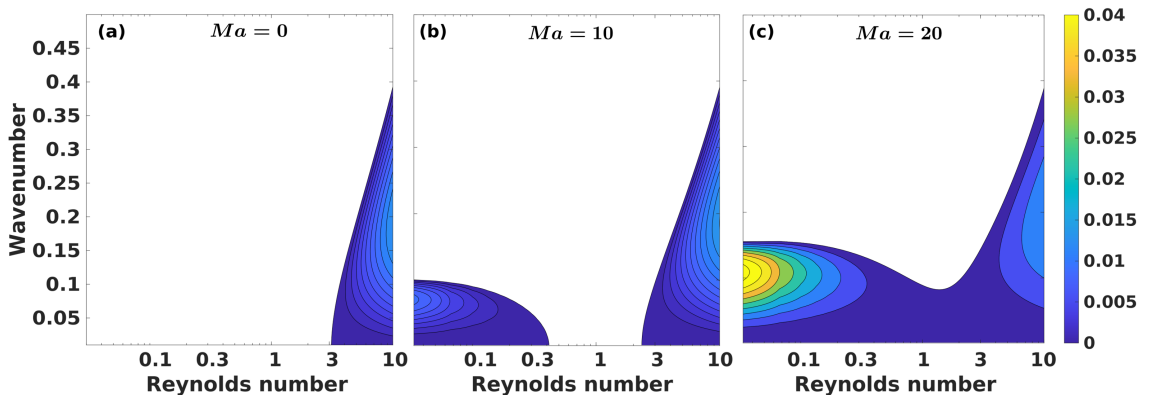 (a) Ma = 0
(b) Ma = 10
(c) Ma = 20
Wavenumber
0.45
0.4
0.35
0.3
0.25
0.2
0.15
0.1
0.05
0.1 0.3 1 3 10
Reynolds number
0.1 0.3 1 3 10
Reynolds number
0.1 0.3 1 3 10
Reynolds number
0.04
0.035
0.03
0.025
0.02
0.015
0.01
0.005
0